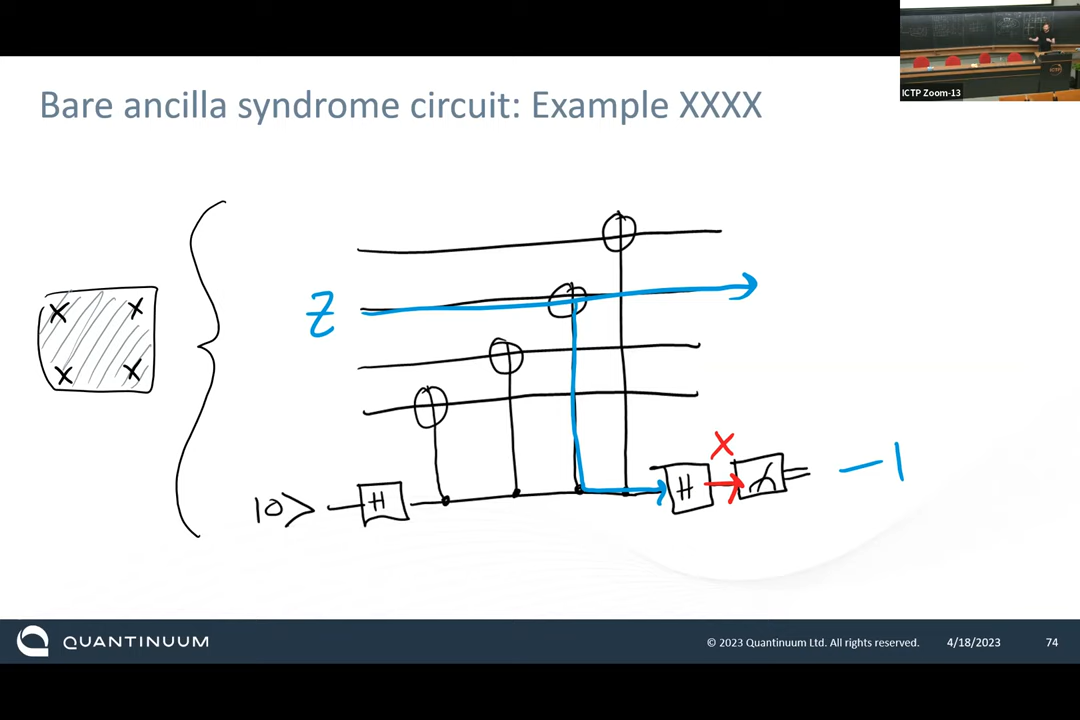 ICTP Zoom-13
Bare ancilla syndrome circuit: Example XXXX
X X
X X
Z
|0>
H
H
X
-1
QUANTINUUM
© 2023 Quantinuum Ltd. All rights reserved.
4/18/2023
74